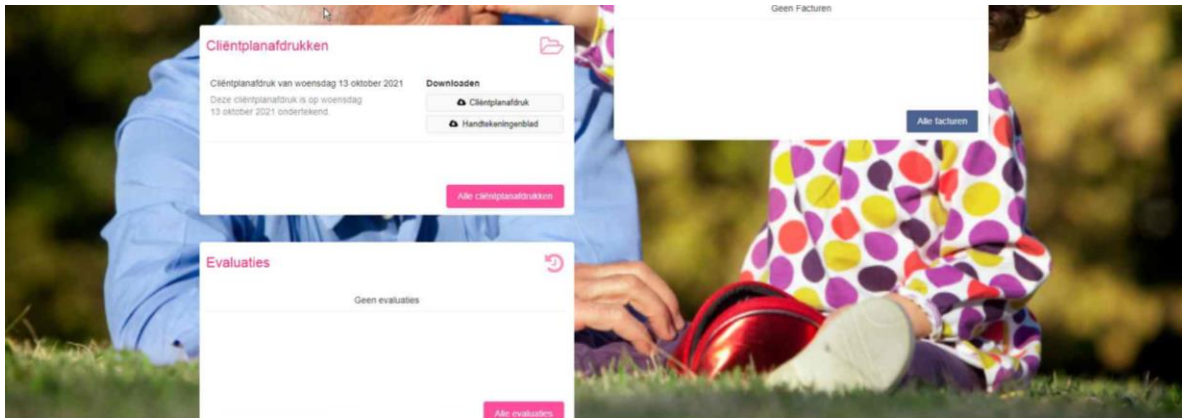 Geen Facturen
Alle facturen
Cliëntplanafdrukken
Cliëntplanafdruk van woensdag 13 oktober 2021
Deze cliëntplanafdruk is op woensdag
13 oktober 2021 ondertekend.
Downloaden
Cliëntplanafdruk
Handtekeningenblad
Alle cliëntplanafdrukken
Evaluaties
Geen evaluaties
Alle evaluaties